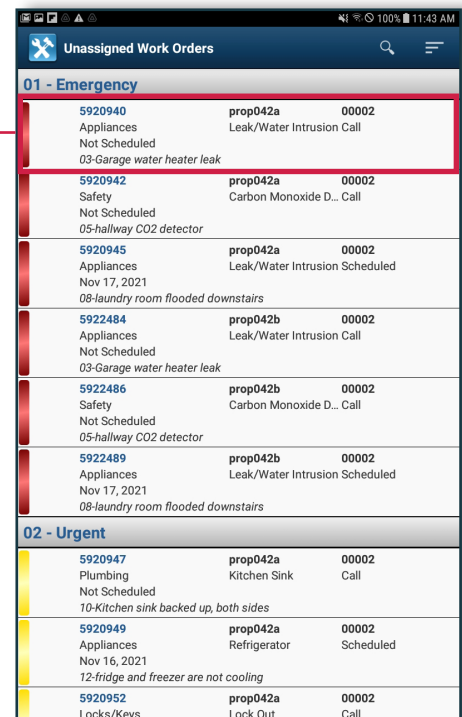 100% 11:43 AM
Unassigned Work Orders
01 - Emergency
5920940 prop042a 00002
Appliances Leak/Water Intrusion Call
Not Scheduled
03-Garage water heater leak
5920942 prop042a 00002
Safety Carbon Monoxide D... Call
Not Scheduled
05-hallway CO2 detector
5920945 prop042a 00002
Appliances Leak/Water Intrusion Scheduled
Nov 17, 2021
08-laundry room flooded downstairs
5922484 prop042b 00002
Appliances Leak/Water Intrusion Call
Not Scheduled
03-Garage water heater leak
5922486 prop042b 00002
Safety Carbon Monoxide D... Call
Not Scheduled
05-hallway CO2 detector
5922489 prop042b 00002
Appliances Leak/Water Intrusion Scheduled
Nov 17, 2021
08-laundry room flooded downstairs
02 - Urgent
5920947 prop042a 00002
Plumbing Kitchen Sink Call
Not Scheduled
10-Kitchen sink backed up, both sides
5920949 prop042a 00002
Appliances Refrigerator Scheduled
Nov 16, 2021
12-fridge and freezer are not cooling
5920952 prop042a 00002
Locks/Keys Lock Out Call